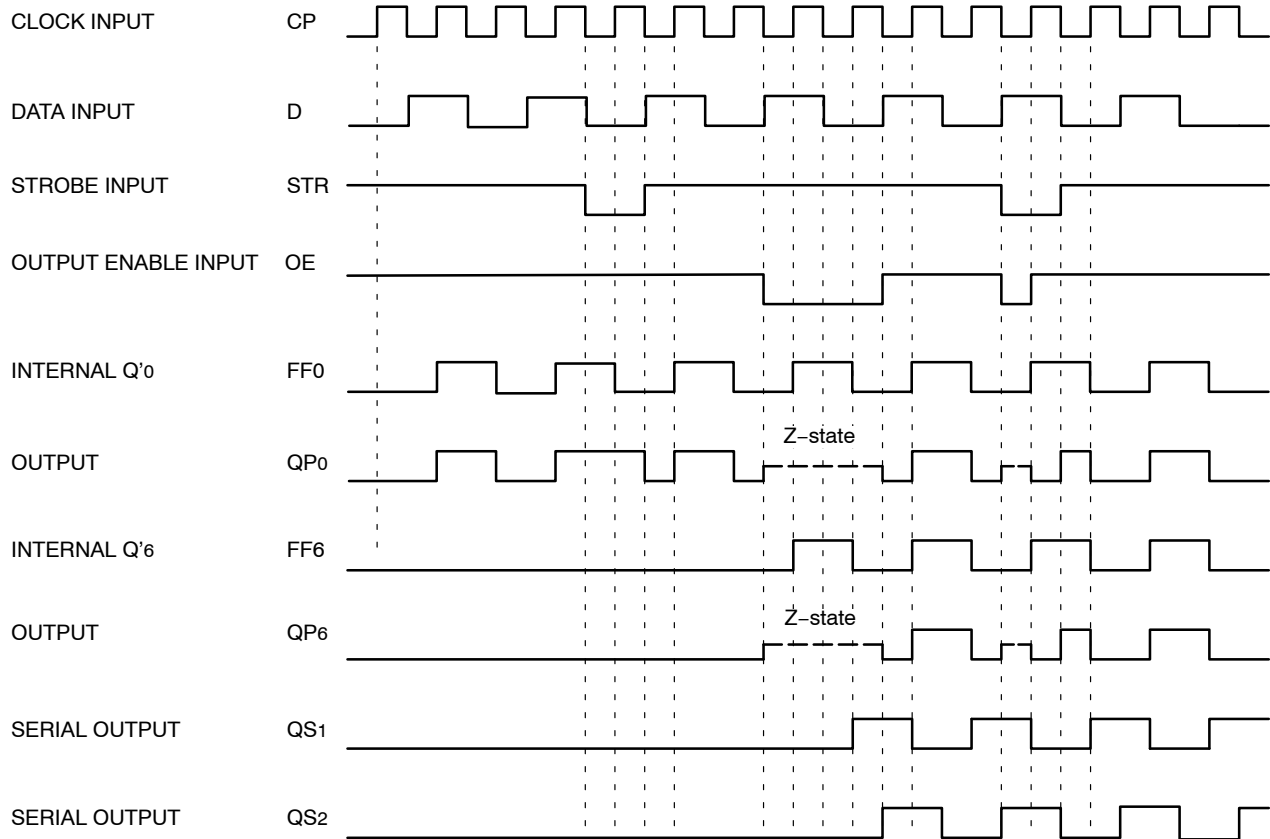 CLOCK INPUT CP
DATA INPUT D
STROBE INPUT STR
OUTPUT ENABLE INPUT OE
INTERNAL Q’0 FF0
Z−state
OUTPUT QP0
INTERNAL Q’6 FF6
Z−state
OUTPUT QP6
SERIAL OUTPUT QS1
SERIAL OUTPUT QS2